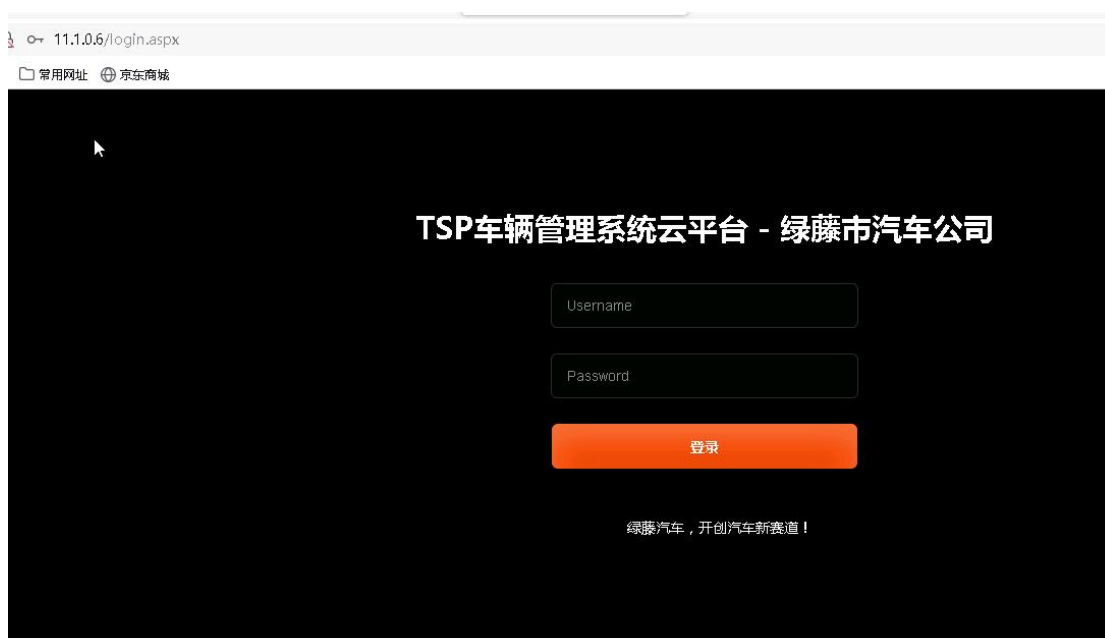 11.1.0.6/login.aspx
常用网址 京东商城
TSP车辆管理系统云平台 - 绿藤市汽车公司
Username
Password
登录
绿藤汽车，开创汽车新赛道！